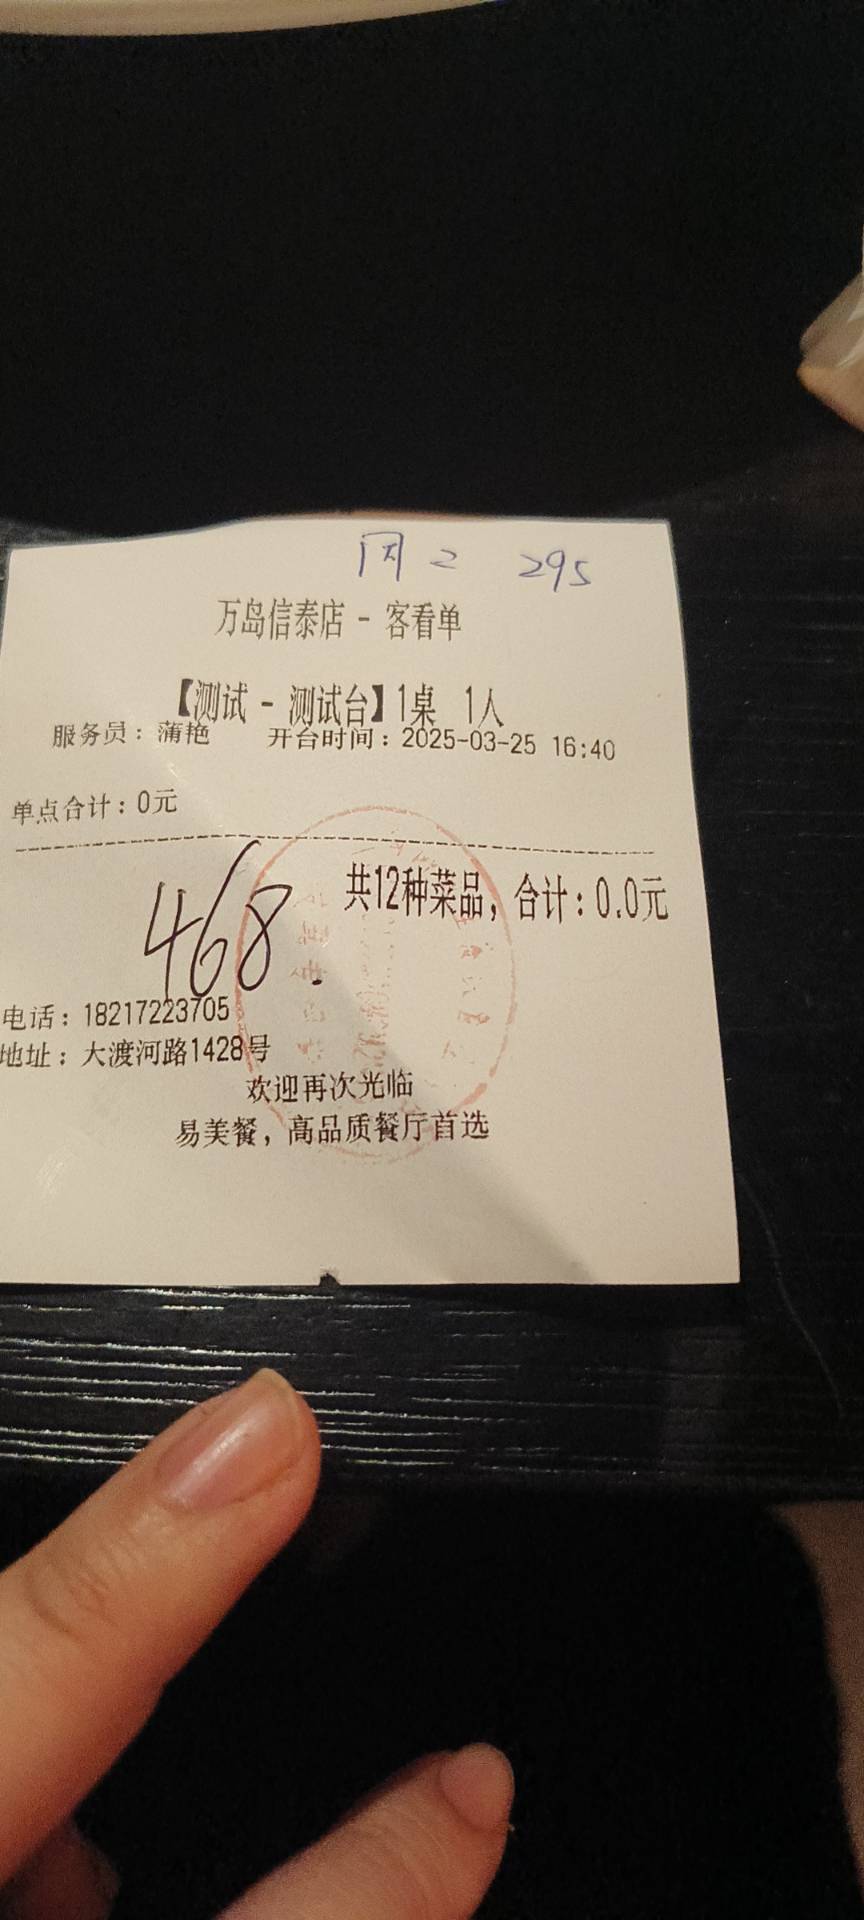 周二 295
万岛信泰店 - 客看单
【测试 - 测试台】1桌 1人
服务员：蒲艳 开台时间：2025-03-25 16:40
单点合计：0元
共12种菜品，合计：0.0元
468.
电话：18217223705
地址：大渡河路1428号
欢迎再次光临
易美餐，高品质餐厅首选